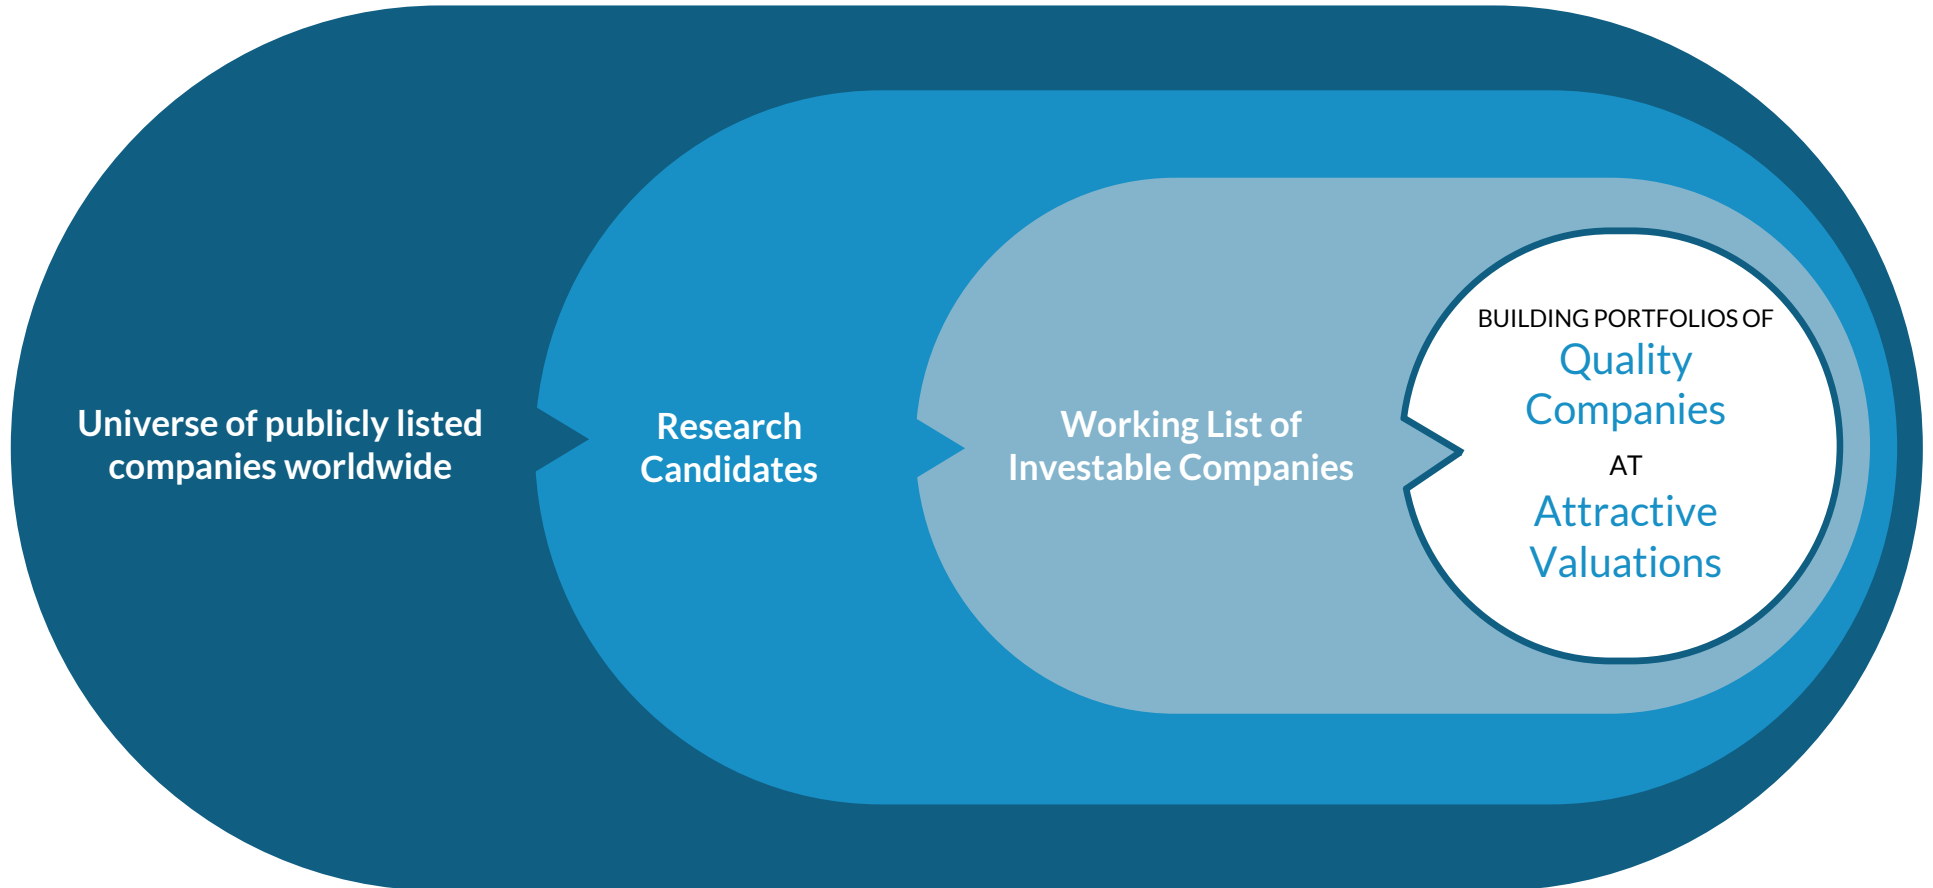 Universe of publicly listed
companies worldwide
Research
Candidates
Working List of
Investable Companies
BUILDING PORTFOLIOS OF
Quality
Companies
AT
Attractive
Valuations